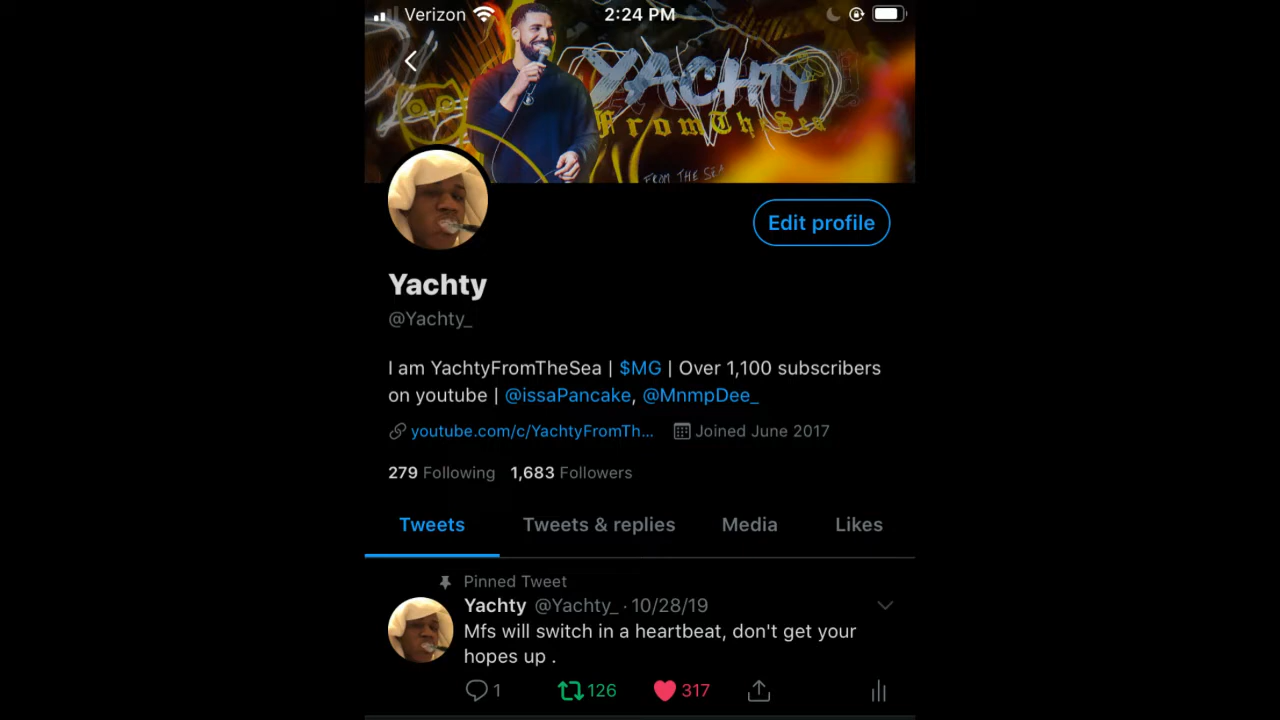 Verizon 2:24 PM
YACHTY
FromTheSea
FROM THE SEA
Edit profile
Yachty
@Yachty_
I am YachtyFromTheSea | $MG | Over 1,100 subscribers
on youtube | @issaPancake, @MnmpDee_
youtube.com/c/YachtyFromTh... Joined June 2017
279 Following 1,683 Followers
Tweets Tweets & replies Media Likes
Pinned Tweet
Yachty @Yachty_ · 10/28/19
Mfs will switch in a heartbeat, don't get your
hopes up .
1 126 317